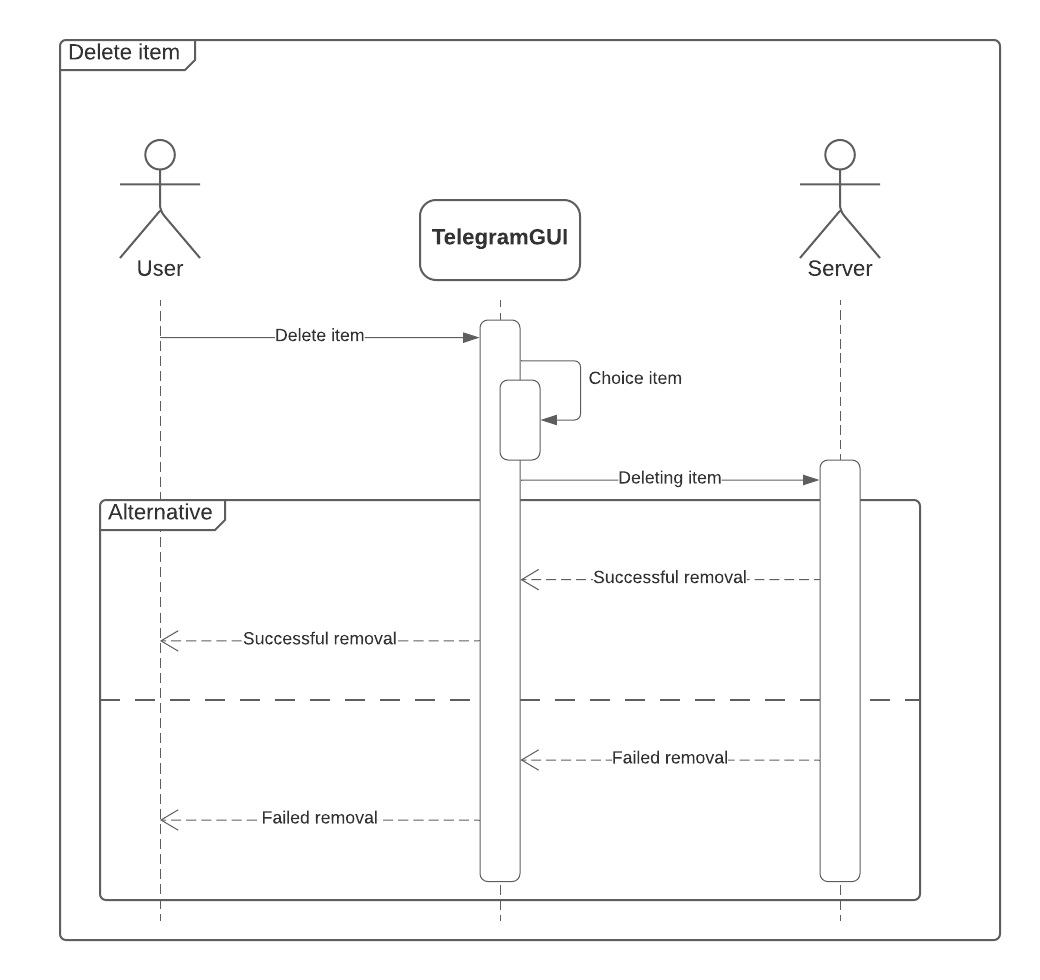 Delete item
User
TelegramGUI
Server
Delete item
Choice item
Deleting item
Alternative
Successful removal
Successful removal
Failed removal
Failed removal